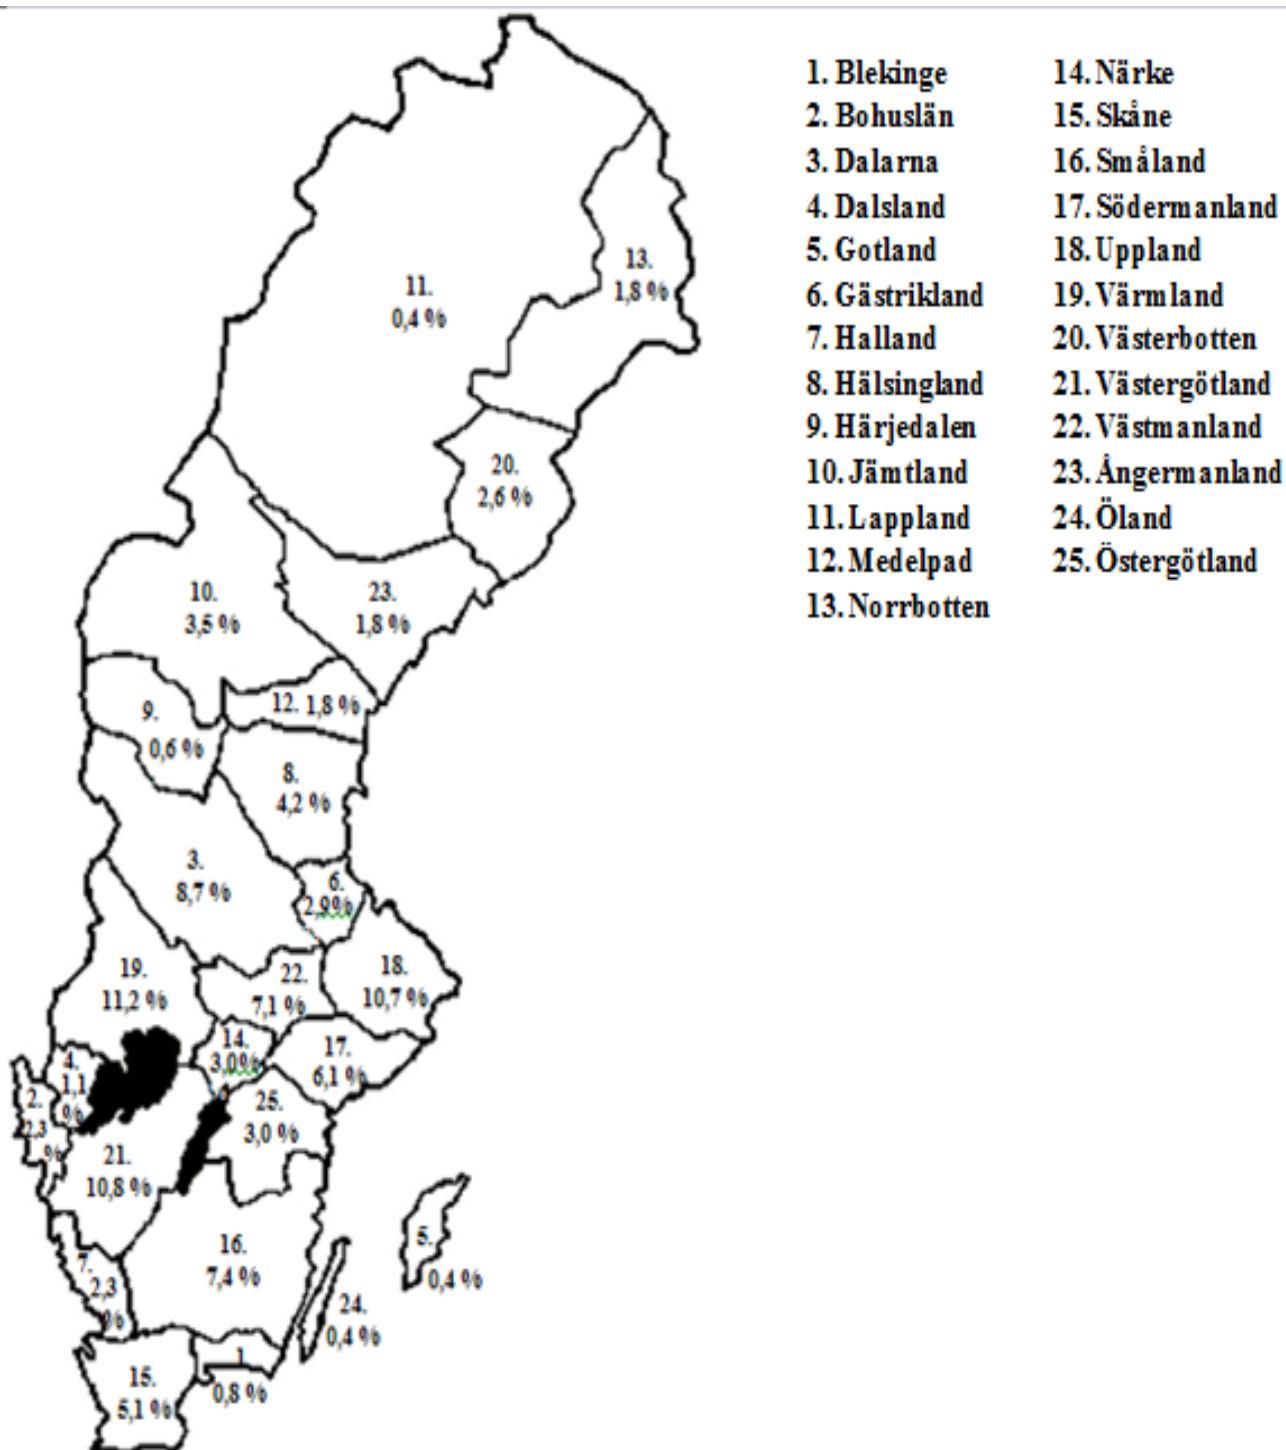 1. Blekinge
2. Bohuslän
3. Dalarna
4. Dalsland
5. Gotland
6. Gästrikland
7. Halland
8. Hälsingland
9. Härjedalen
10. Jämtland
11. Lappland
12. Medelpad
13. Norrbotten
14. Närke
15. Skåne
16. Småland
17. Södermanland
18. Uppland
19. Värmland
20. Västerbotten
21. Västergötland
22. Västmanland
23. Ångermanland
24. Öland
25. Östergötland
13.
1,8 %
11.
0,4 %
20.
2,6 %
10.
3,5 %
23.
1,8 %
12. 1,8 %
9.
0,6 %
8.
4,2 %
3.
8,7 %
6.
2,9%
19.
11,2 %
22.
7,1 %
18.
10,7 %
14.
3,0%
17.
6,1 %
4.
1,1
%
2.
2,3
%
25.
3,0 %
21.
10,8 %
16.
7,4 %
5.
0,4 %
7.
2,3
%
24.
0,4 %
1
0,8 %
15.
5,1 %